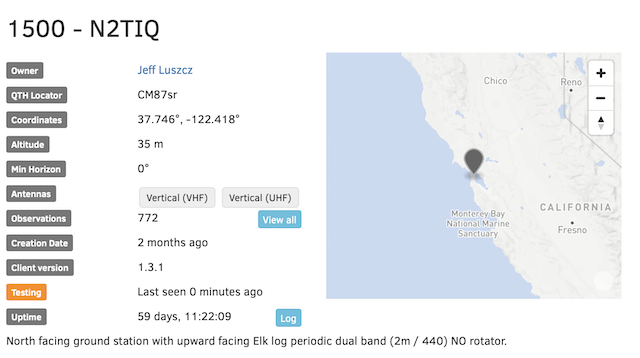 1500 - N2TIQ
Owner Jeff Luszcz
QTH Locator CM87sr
Coordinates 37.746°, -122.418°
Altitude 35 m
Min Horizon 0°
Antennas Vertical (VHF) Vertical (UHF)
Observations 772 View all
Creation Date 2 months ago
Client version 1.3.1
Testing Last seen 0 minutes ago
Uptime 59 days, 11:22:09 Log
Chico
Reno
+
−
CALIFORNIA
Monterey Bay
National Marine
Sanctuary
Fresno
North facing ground station with upward facing Elk log periodic dual band (2m / 440) NO rotator.